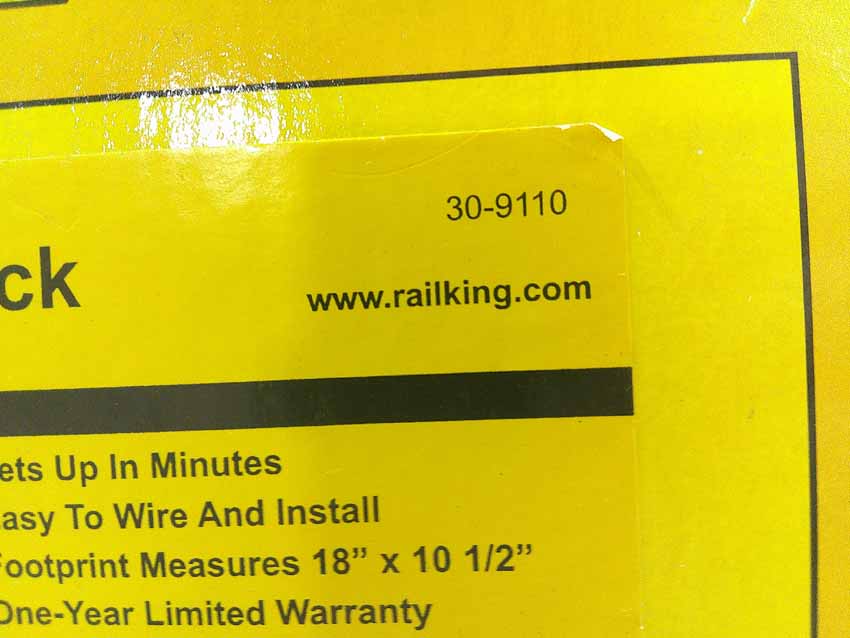 30-9110
ck
www.railking.com
ets Up In Minutes
asy To Wire And Install
ootprint Measures 18” x 10 1/2”
One-Year Limited Warranty